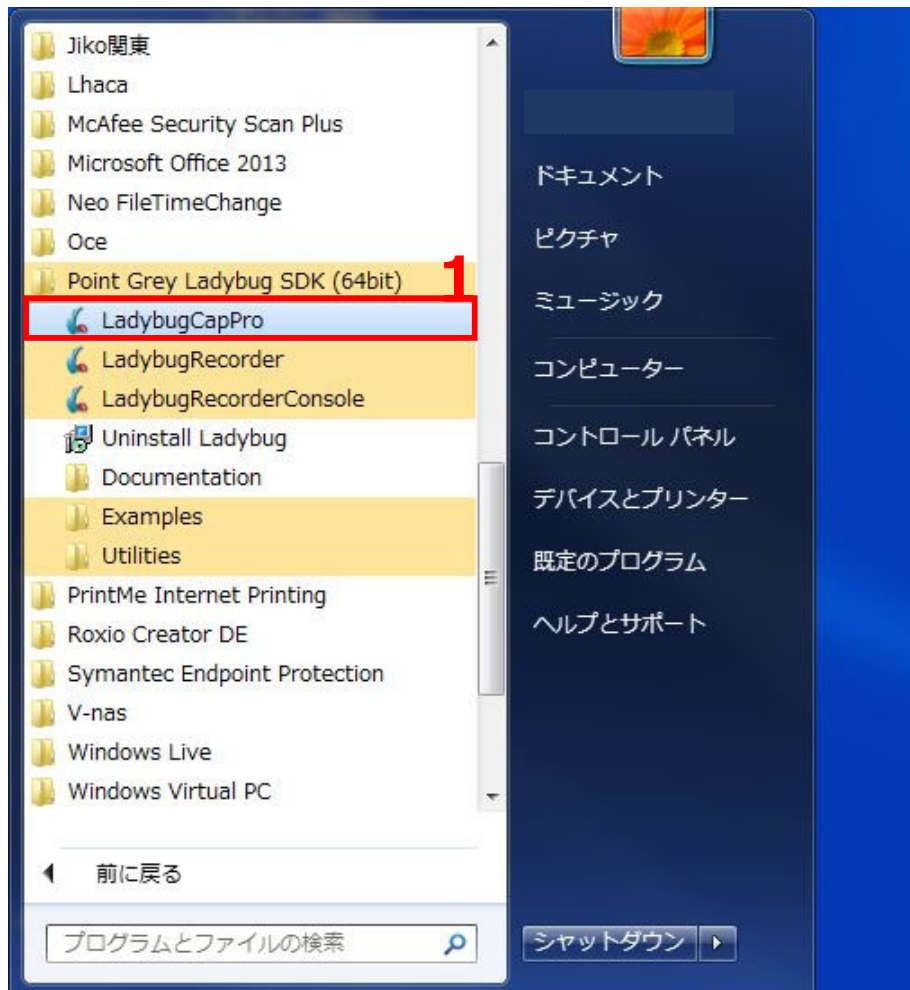 Jiko関東
Lhaca
McAfee Security Scan Plus
Microsoft Office 2013
Neo FileTimeChange
Oce
Point Grey Ladybug SDK (64bit)
1
LadybugCapPro
LadybugRecorder
LadybugRecorderConsole
Uninstall Ladybug
Documentation
Examples
Utilities
PrintMe Internet Printing
Roxio Creator DE
Symantec Endpoint Protection
V-nas
Windows Live
Windows Virtual PC
前に戻る
プログラムとファイルの検索
ドキュメント
ピクチャ
ミュージック
コンピューター
コントロール パネル
デバイスとプリンター
既定のプログラム
ヘルプとサポート
シャットダウン